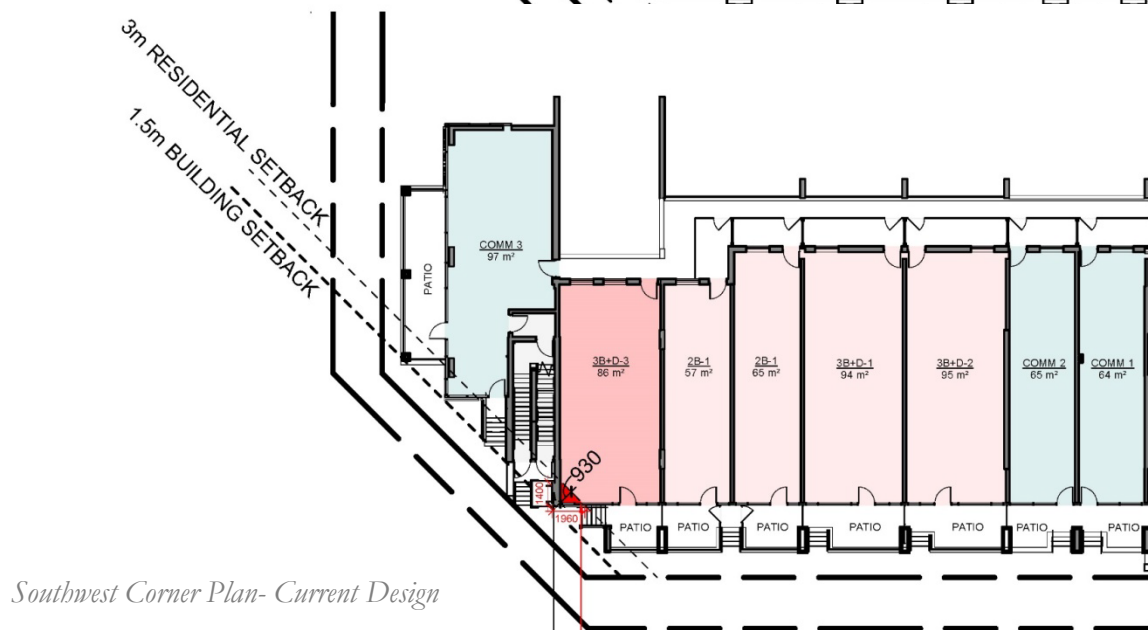 3m RESIDENTIAL SETBACK
1.5m BUILDING SETBACK
PATIO
COMM 3
97 m²
3B+D-3
86 m²
2B-1
57 m²
2B-1
65 m²
3B+D-1
94 m²
3B+D-2
95 m²
COMM 2
65 m²
COMM 1
64 m²
930
1400
1960
PATIO
PATIO
PATIO
PATIO
PATIO
PATIO
PATIO
Southwest Corner Plan- Current Design